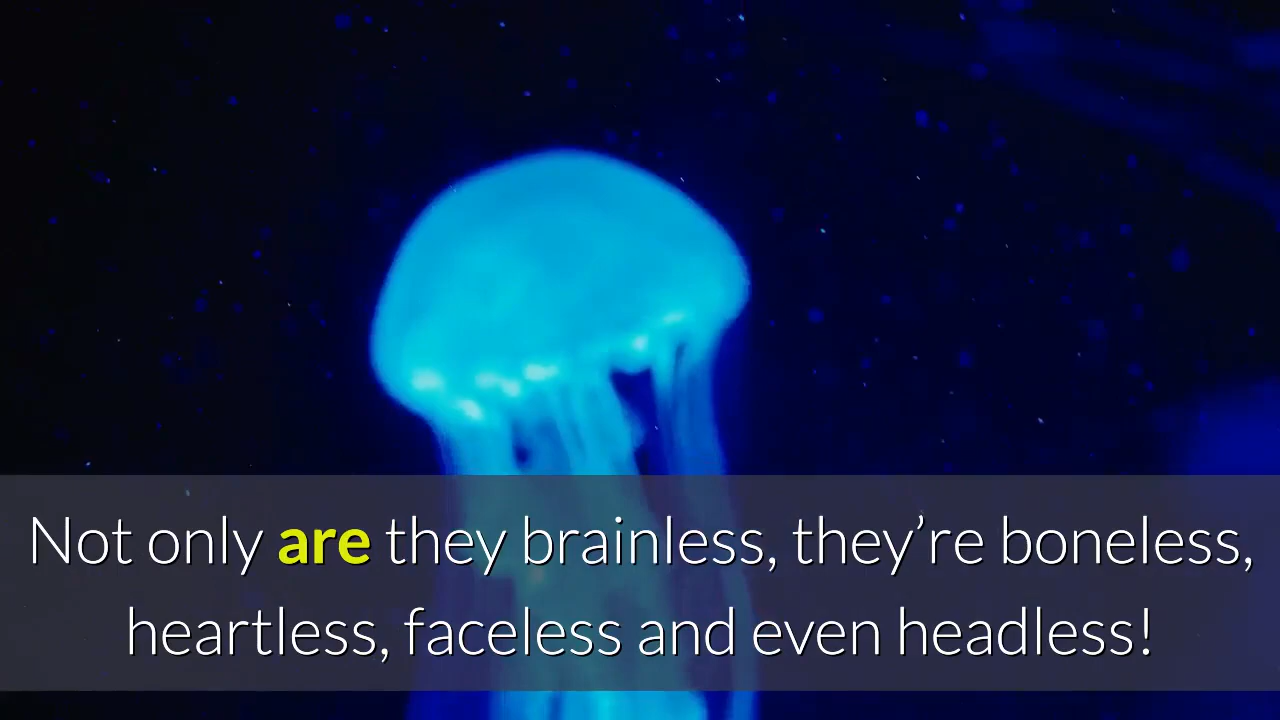 Not only are they brainless, they’re boneless,
heartless, faceless and even headless!